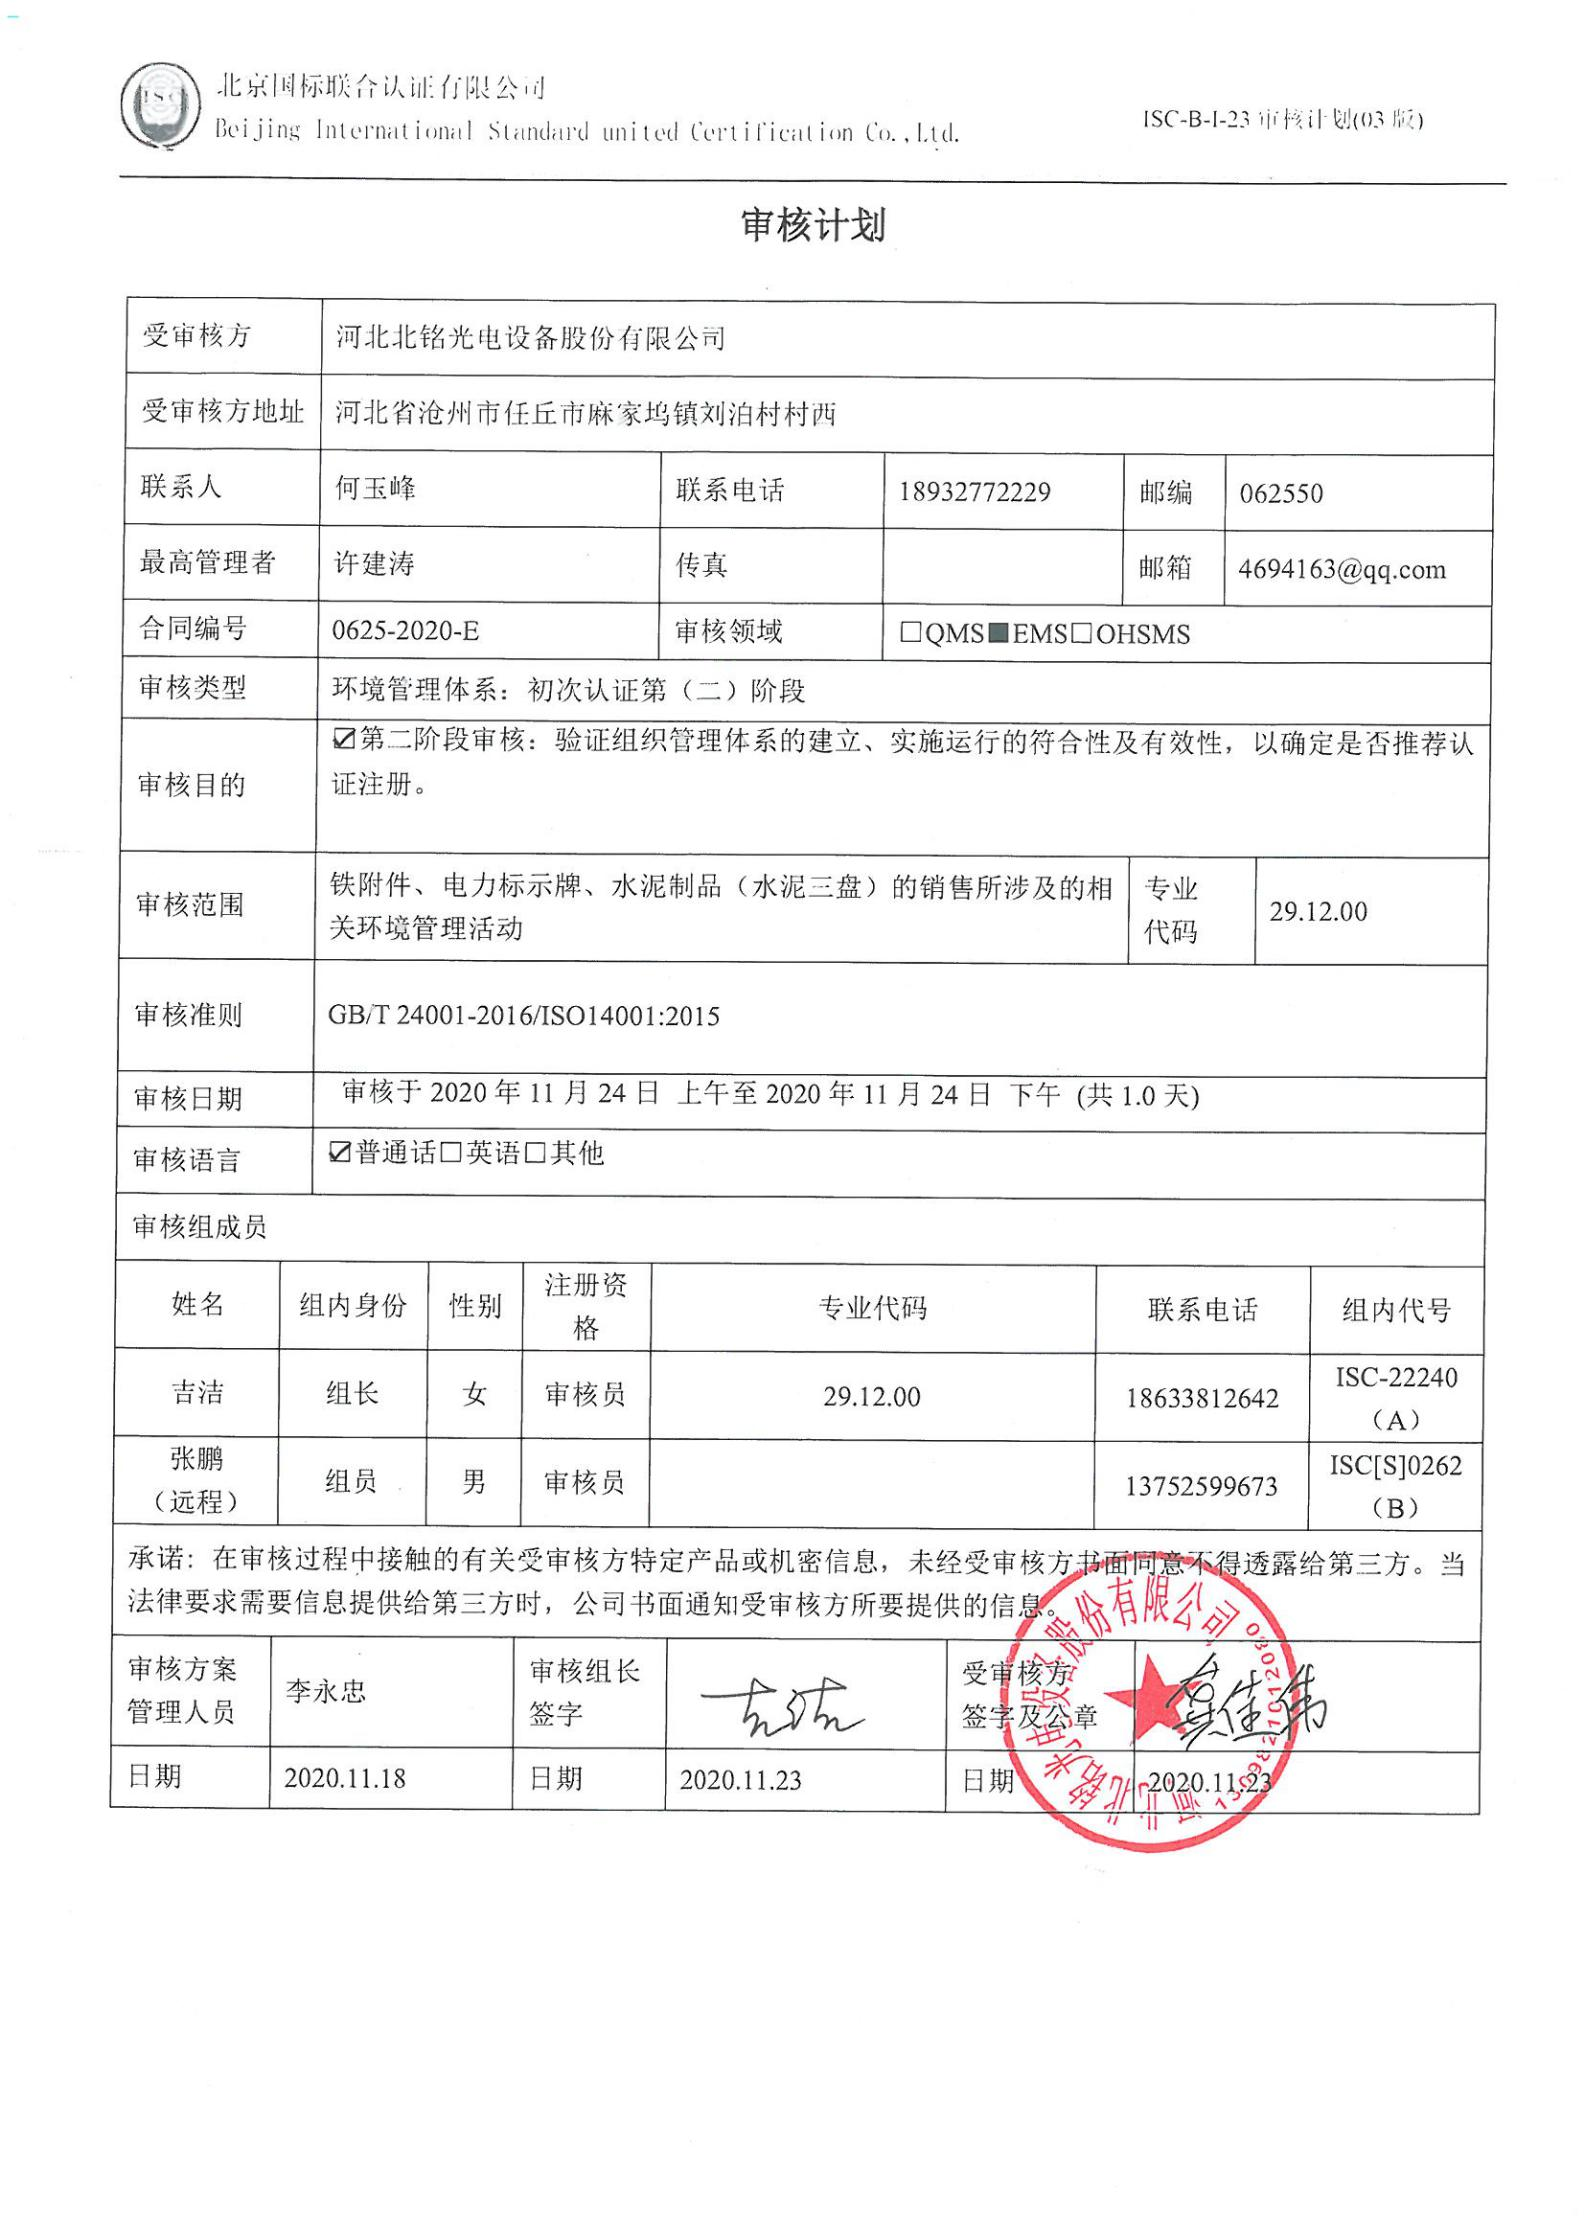 北京国标联合认证有限公司
Beijing International Standard united Certification Co.,Ltd.
ISC-B-I-23 审核计划(03 版)
审核计划
受审核方 河北北铭光电设备股份有限公司
受审核方地址 河北省沧州市任丘市麻家坞镇刘泊村村西
联系人 何玉峰 联系电话 18932772229 邮编 062550
最高管理者 许建涛 传真 邮箱 4694163@qq.com
合同编号 0625-2020-E 审核领域 □QMS■EMS□OHSMS
审核类型 环境管理体系：初次认证第（二）阶段
审核目的 ☑第二阶段审核：验证组织管理体系的建立、实施运行的符合性及有效性，以确定是否推荐认
证注册。
审核范围 铁附件、电力标示牌、水泥制品（水泥三盘）的销售所涉及的相
关环境管理活动
专业
代码
29.12.00
审核准则 GB/T 24001-2016/ISO14001:2015
审核日期 审核于 2020 年 11 月 24 日 上午至 2020 年 11 月 24 日 下午 (共 1.0 天)
审核语言 ☑普通话□英语□其他
审核组成员
姓名 组内身份 性别 注册资
格 专业代码 联系电话 组内代号
吉洁 组长 女 审核员 29.12.00 18633812642 ISC-22240
（A）
张鹏
（远程） 组员 男 审核员 13752599673 ISC[S]0262
（B）
承诺：在审核过程中接触的有关受审核方特定产品或机密信息，未经受审核方书面同意不得透露给第三方。当
法律要求需要信息提供给第三方时，公司书面通知受审核方所要提供的信息。
审核方案
管理人员 李永忠
审核组长
签字 吉洁
受审核方
签字及公章
日期 2020.11.18 日期 2020.11.23 日期 2020.11.23
河北北铭光电设备股份有限公司
1309821012080